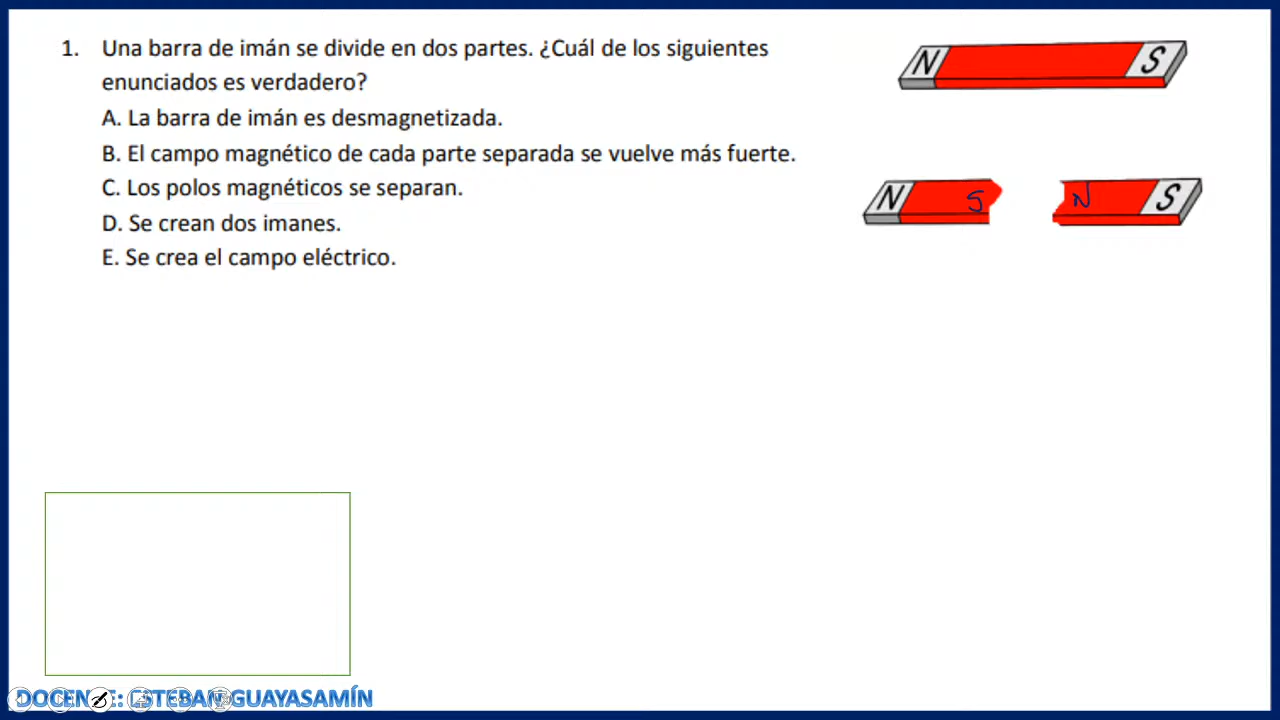 1. Una barra de imán se divide en dos partes. ¿Cuál de los siguientes
enunciados es verdadero?
A. La barra de imán es desmagnetizada.
B. El campo magnético de cada parte separada se vuelve más fuerte.
C. Los polos magnéticos se separan.
D. Se crean dos imanes.
E. Se crea el campo eléctrico.
N S
N S N S
DOCENTE: ESTEBAN GUAYASAMÍN